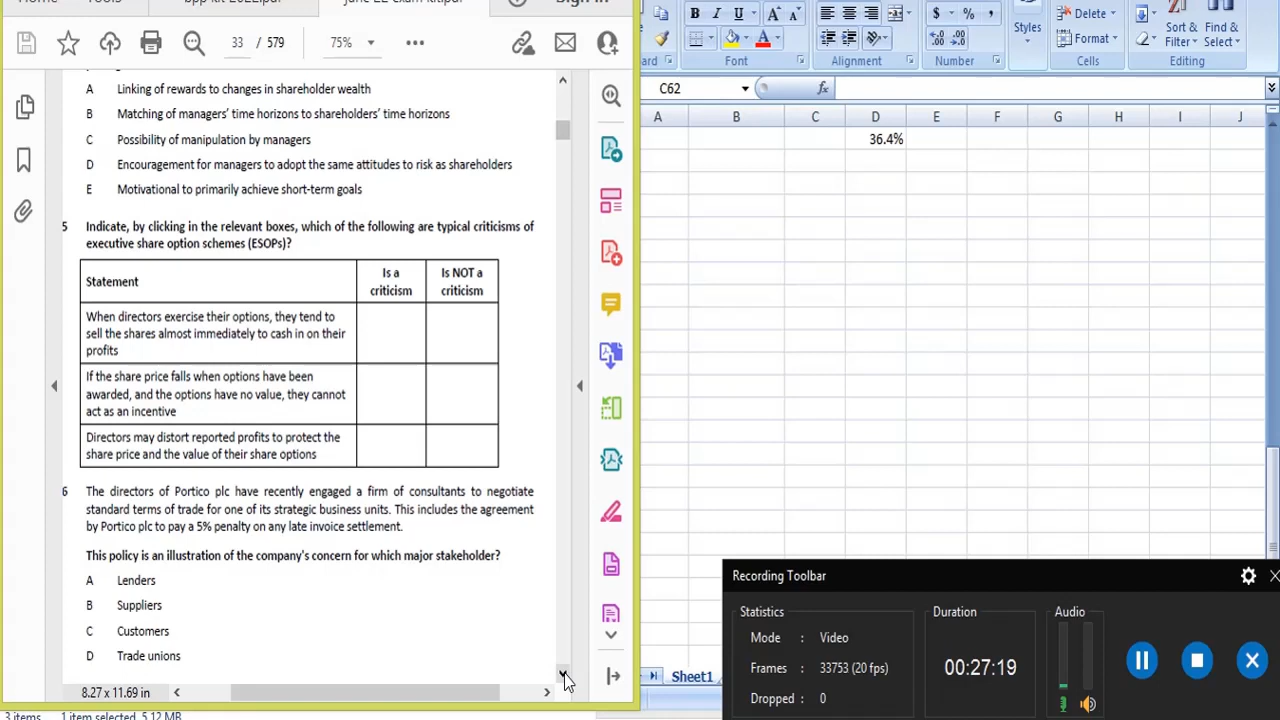 Sign in
33 / 579
75%
A Linking of rewards to changes in shareholder wealth
B Matching of managers' time horizons to shareholders' time horizons
C Possibility of manipulation by managers
D Encouragement for managers to adopt the same attitudes to risk as shareholders
E Motivational to primarily achieve short-term goals
5 Indicate, by clicking in the relevant boxes, which of the following are typical criticisms of
executive share option schemes (ESOPs)?
Statement
Is a
criticism
Is NOT a
criticism
When directors exercise their options, they tend to
sell the shares almost immediately to cash in on their
profits
If the share price falls when options have been
awarded, and the options have no value, they cannot
act as an incentive
Directors may distort reported profits to protect the
share price and the value of their share options
6 The directors of Portico plc have recently engaged a firm of consultants to negotiate
standard terms of trade for one of its strategic business units. This includes the agreement
by Portico plc to pay a 5% penalty on any late invoice settlement.
This policy is an illustration of the company's concern for which major stakeholder?
A Lenders
B Suppliers
C Customers
D Trade unions
8.27 x 11.69 in
3 items 1 item selected 5.12 MB
B I U A A $ % , Styles Delete Format Sort & Filter Find & Select
Font Alignment Number Cells Editing
C62 fx
A B C D E F G H I J
36.4%
Sheet1
Recording Toolbar
Statistics
Mode : Video
Frames : 33753 (20 fps)
Dropped : 0
Duration
00:27:19
Audio